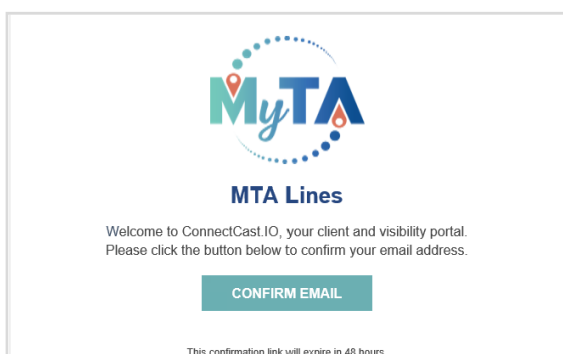 MyTA
MTA Lines
Welcome to ConnectCast.IO, your client and visibility portal.
Please click the button below to confirm your email address.
CONFIRM EMAIL
This confirmation link will expire in 48 hours